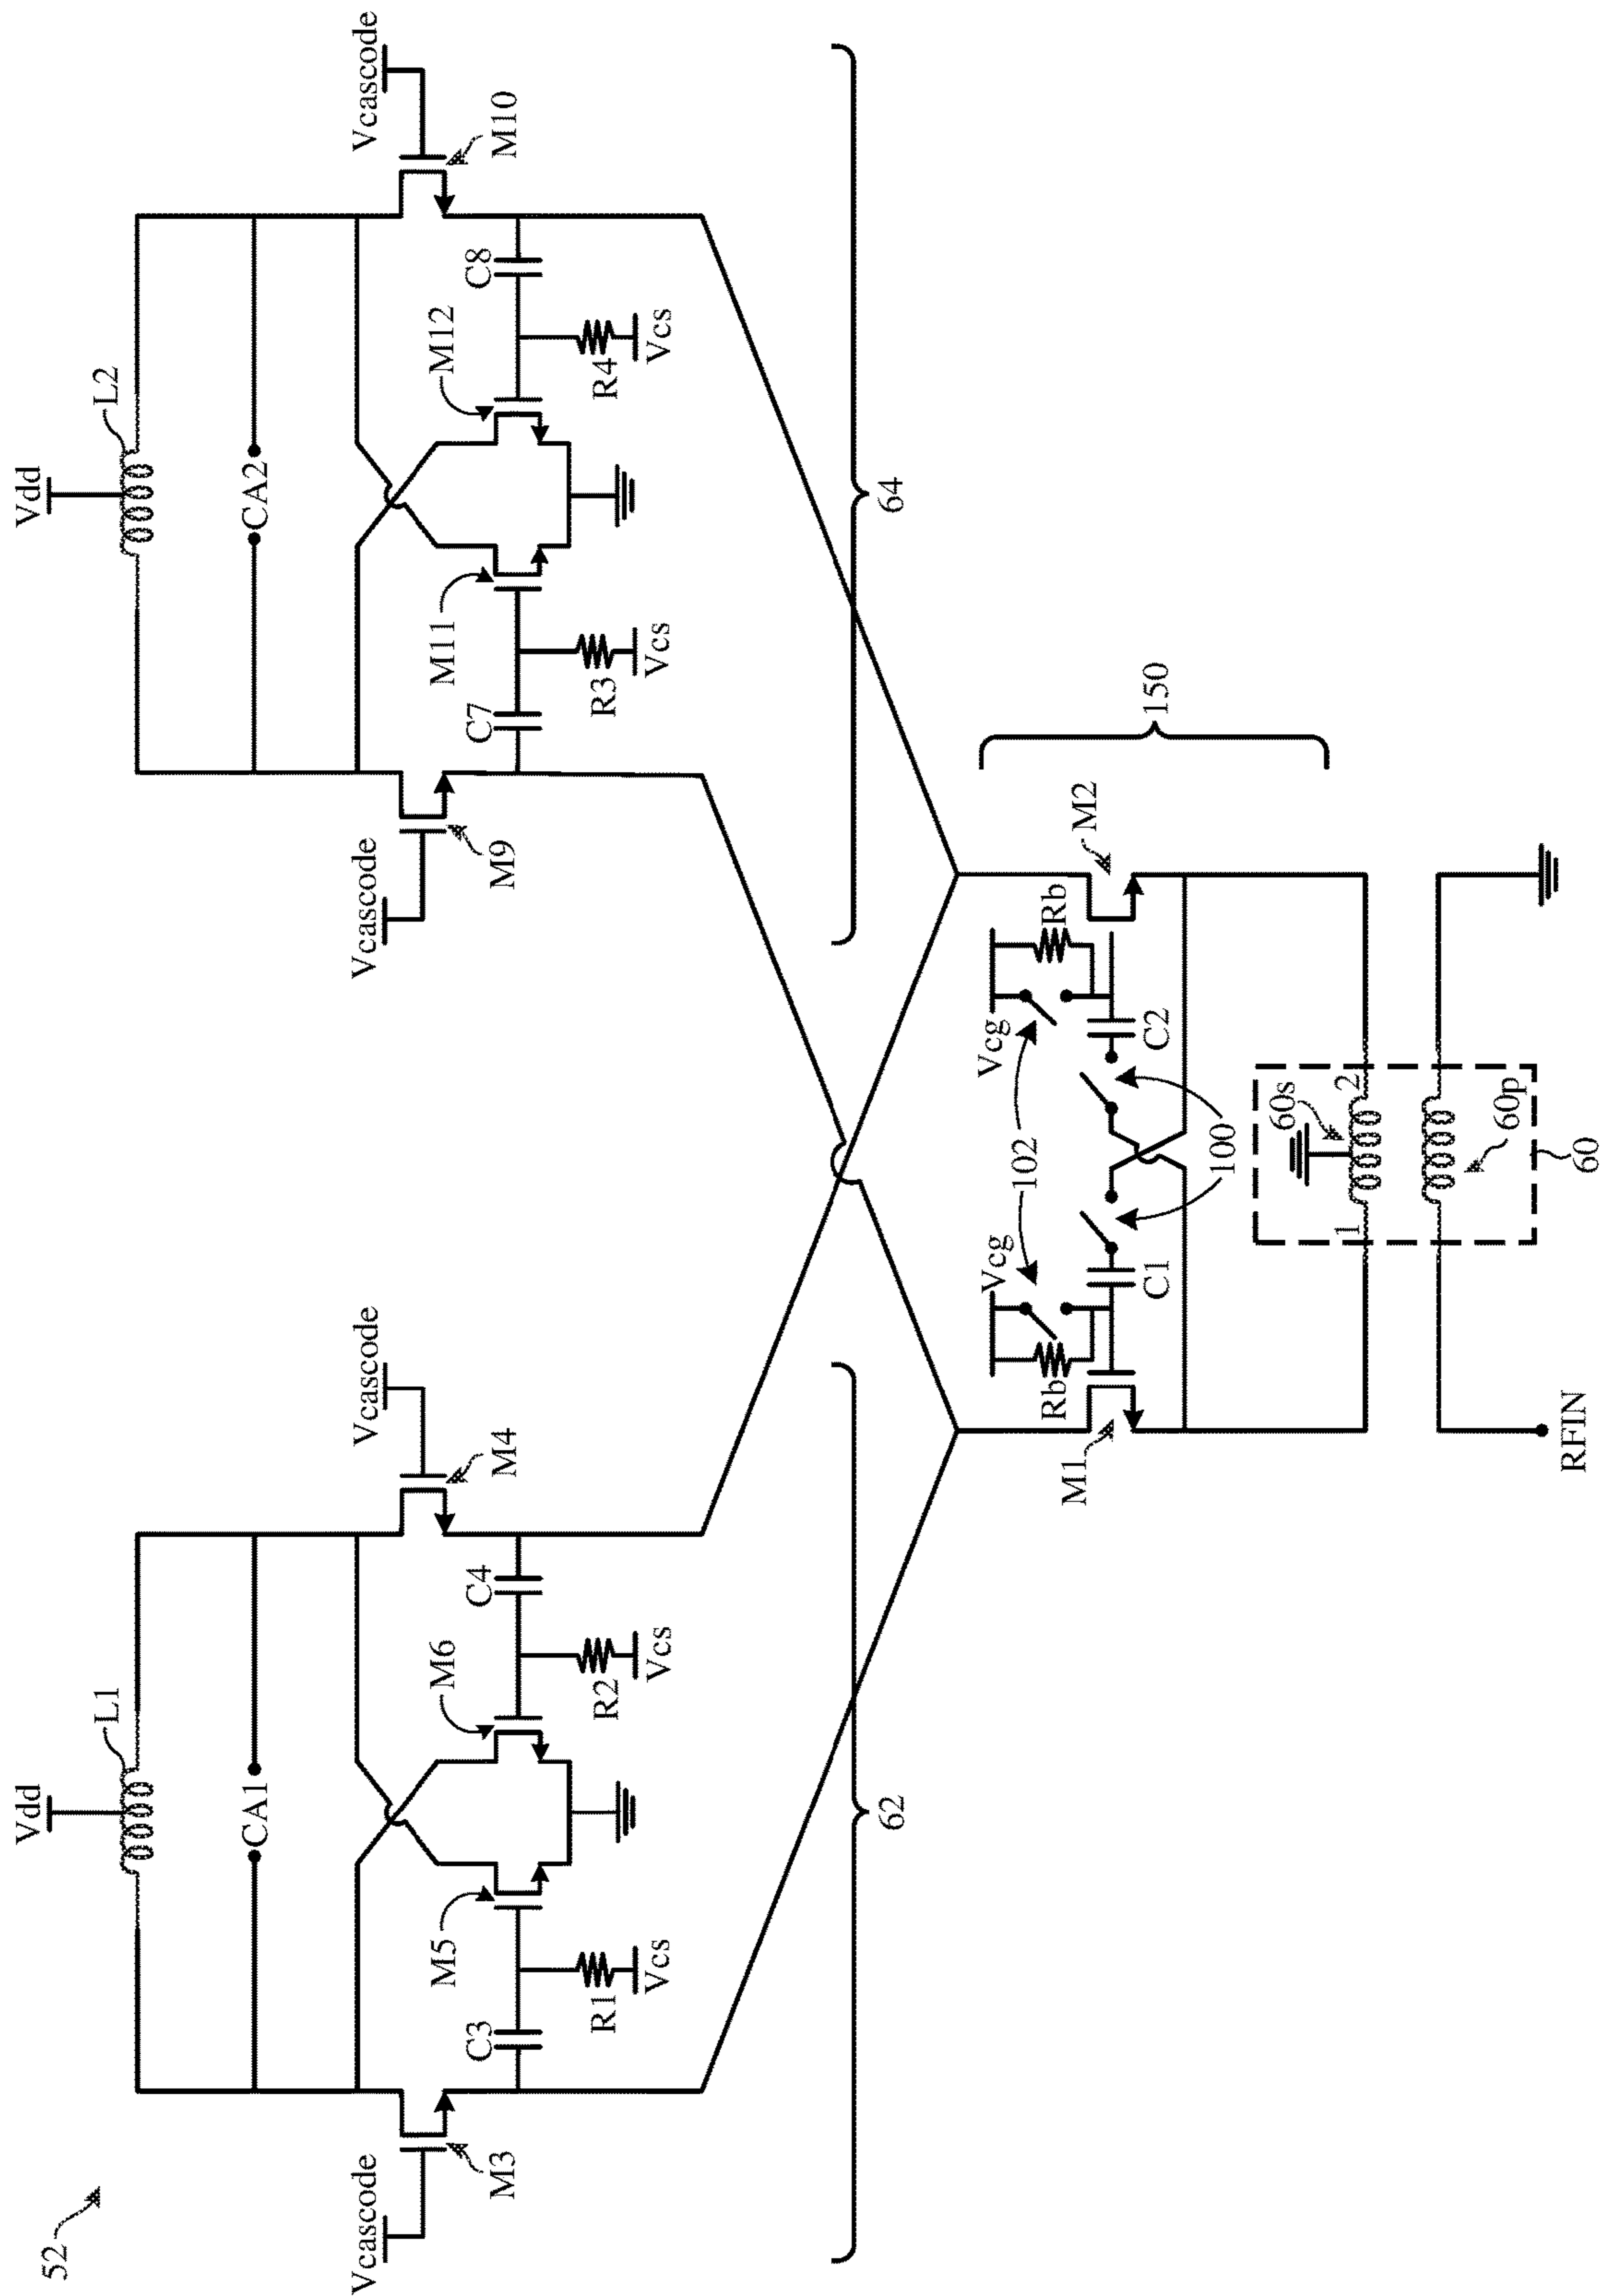 52
Vdd
Vdd
L1
L2
CA1
CA2
Vcascode
Vcascode
Vcascode
Vcascode
M3
M5
M6
M4
M9
M11
M12
M10
C3
C4
C7
C8
R1
R2
R3
R4
Vcs
Vcs
Vcs
Vcs
62
64
Vcg
Vcg
Rb
102
Rb
M1
M2
150
C1
C2
100
60s
1
2
60p
60
RFIN